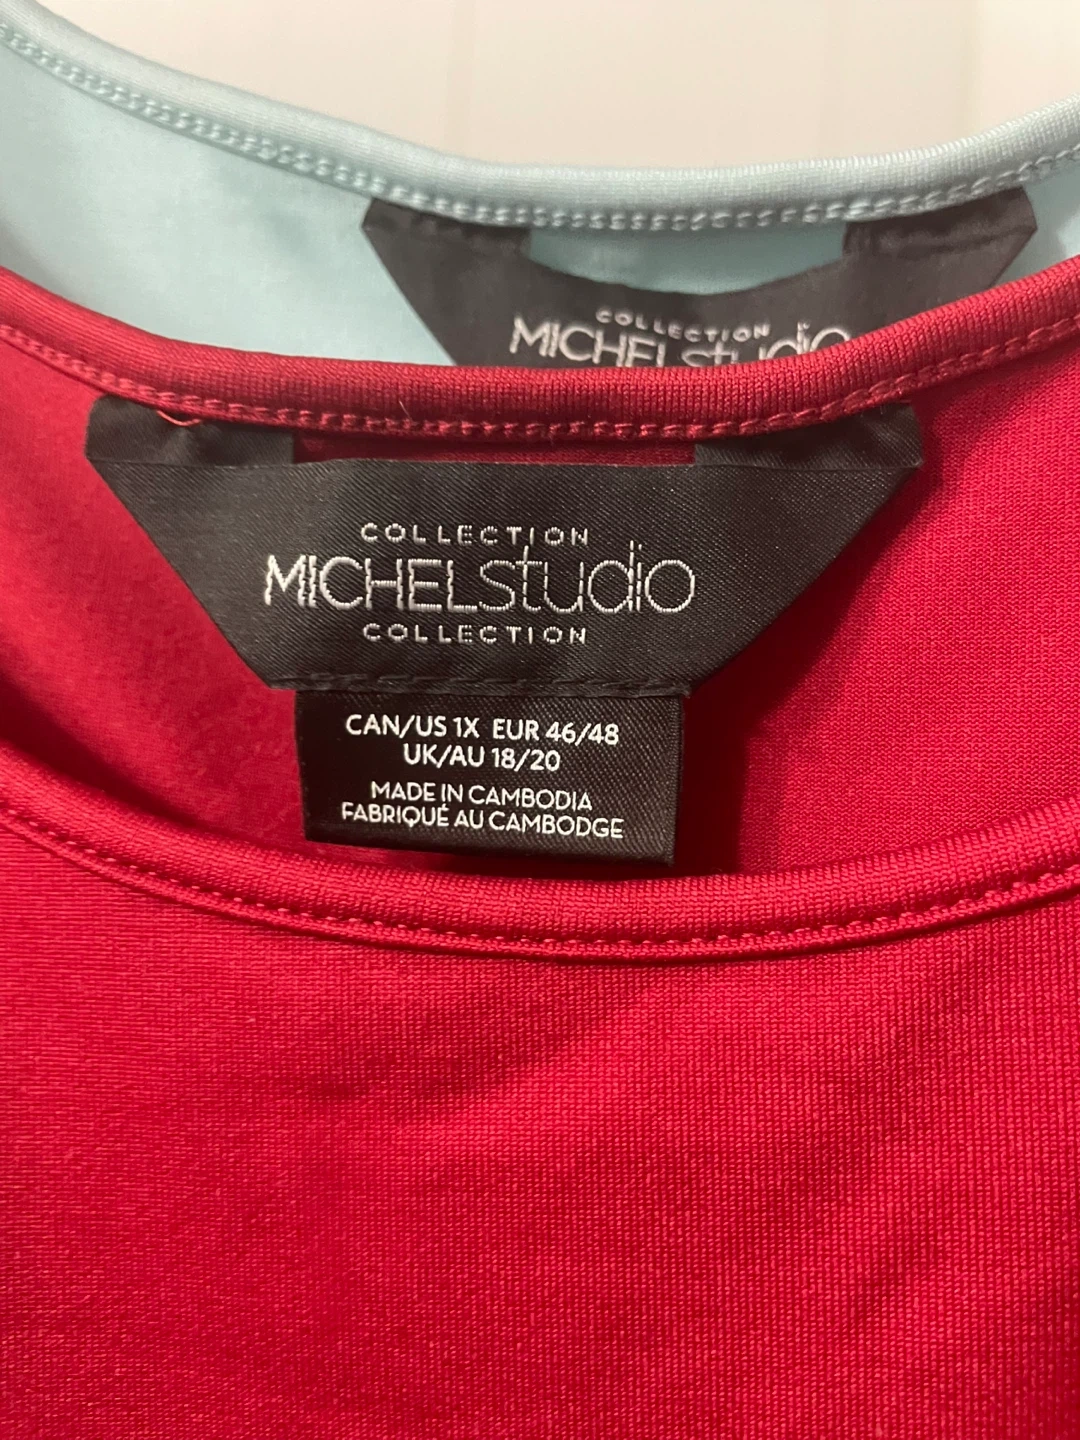 COLLECTION
MICHELstudio
COLLECTION
MICHELstudio
COLLECTION
CAN/US 1X EUR 46/48
UK/AU 18/20
MADE IN CAMBODIA
FABRIQUÉ AU CAMBODGE